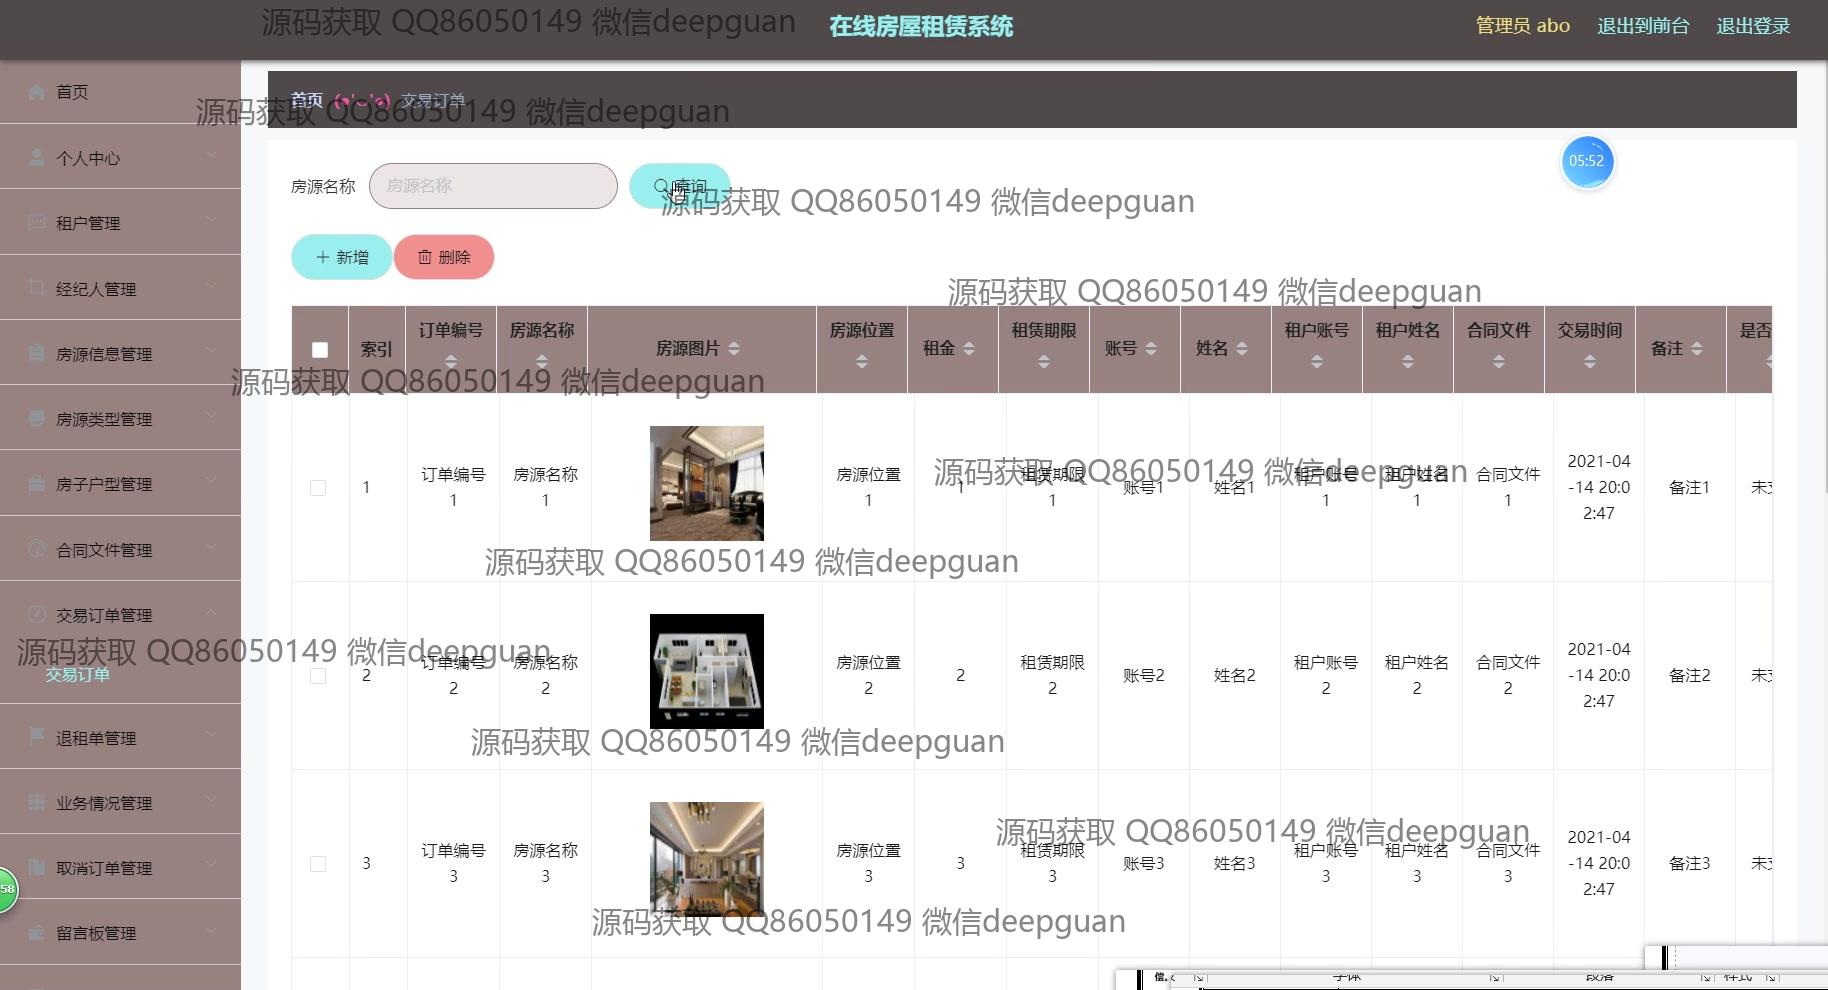 源码获取 QQ86050149 微信deepguan
在线房屋租赁系统
管理员 abo
退出到前台
退出登录
首页
个人中心
租户管理
经纪人管理
房源信息管理
房源类型管理
房子户型管理
合同文件管理
交易订单管理
交易订单
退租单管理
业务情况管理
取消订单管理
留言板管理
58
首页 (●'◡'●) 交易订单
源码获取 QQ86050149 微信deepguan
05:52
房源名称 房源名称 查询
源码获取 QQ86050149 微信deepguan
新增 删除
源码获取 QQ86050149 微信deepguan
索引 订单编号 房源名称 房源图片 房源位置 租金 租赁期限 账号 姓名 租户账号 租户姓名 合同文件 交易时间 备注 是否
源码获取 QQ86050149 微信deepguan
1 订单编号1 房源名称1 房源位置1 1 租赁期限1 账号1 姓名1 租户账号1 租户姓名1 合同文件1 2021-04-14 20:02:47 备注1 未
源码获取 QQ86050149 微信deepguan
源码获取 QQ86050149 微信deepguan
源码获取 QQ86050149 微信deepguan
2 订单编号2 房源名称2 房源位置2 2 租赁期限2 账号2 姓名2 租户账号2 租户姓名2 合同文件2 2021-04-14 20:02:47 备注2 未
源码获取 QQ86050149 微信deepguan
源码获取 QQ86050149 微信deepguan
3 订单编号3 房源名称3 房源位置3 3 租赁期限3 账号3 姓名3 租户账号3 租户姓名3 合同文件3 2021-04-14 20:02:47 备注3 未
源码获取 QQ86050149 微信deepguan
字体 段落 样式